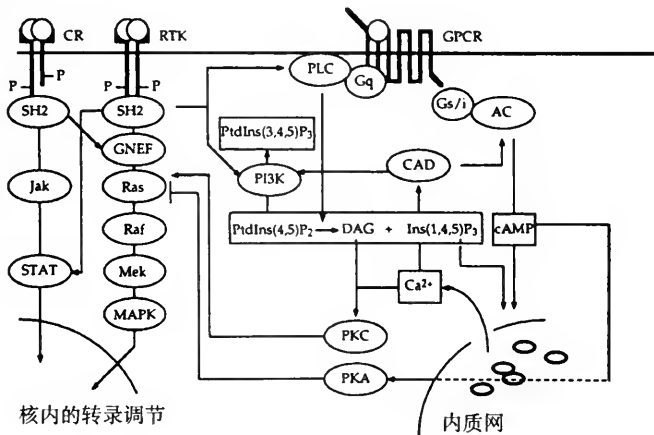 CR RTK GPCR
P P P P
PLC
Gq
SH2 SH2 Gs/i AC
GNEF
PtdIns(3,4,5)P₃
Jak Ras PI3K CAD
Raf PtdIns(4,5)P₂ DAG + Ins(1,4,5)P₃ cAMP
STAT Mek Ca²⁺
MAPK PKC
PKA
核内的转录调节 内质网